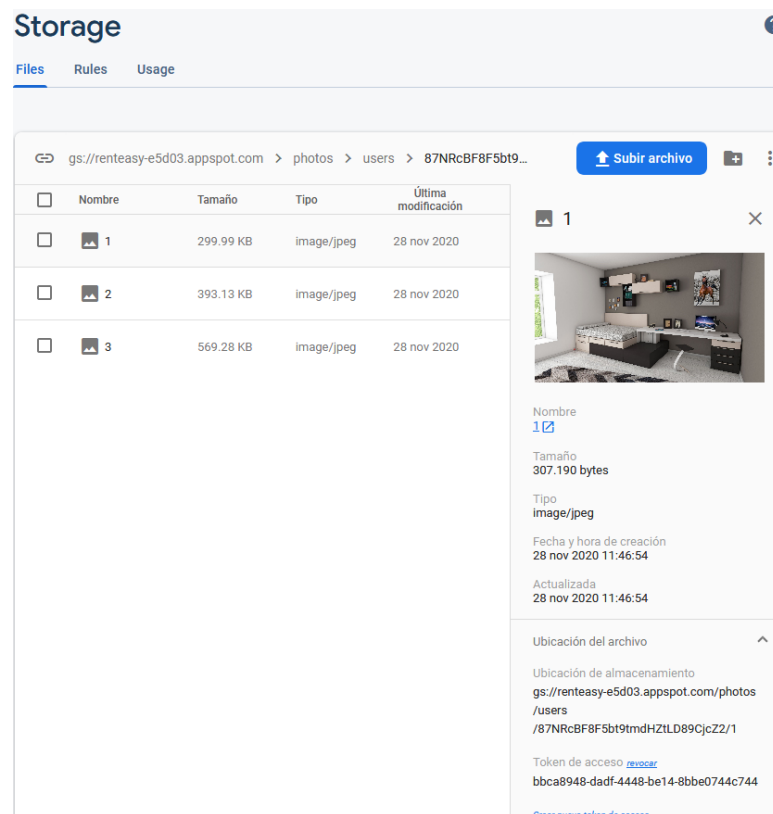 Storage
Files Rules Usage
gs://renteasy-e5d03.appspot.com > photos > users > 87NRcBF8F5bt9...
Subir archivo
Nombre Tamaño Tipo Última modificación
1 299.99 KB image/jpeg 28 nov 2020
2 393.13 KB image/jpeg 28 nov 2020
3 569.28 KB image/jpeg 28 nov 2020
1
Nombre
1
Tamaño
307.190 bytes
Tipo
image/jpeg
Fecha y hora de creación
28 nov 2020 11:46:54
Actualizada
28 nov 2020 11:46:54
Ubicación del archivo
Ubicación de almacenamiento
gs://renteasy-e5d03.appspot.com/photos
/users
/87NRcBF8F5bt9tmdHZtLD89CjcZ2/1
Token de acceso revocar
bbca8948-dadf-4448-be14-8bbe0744c744